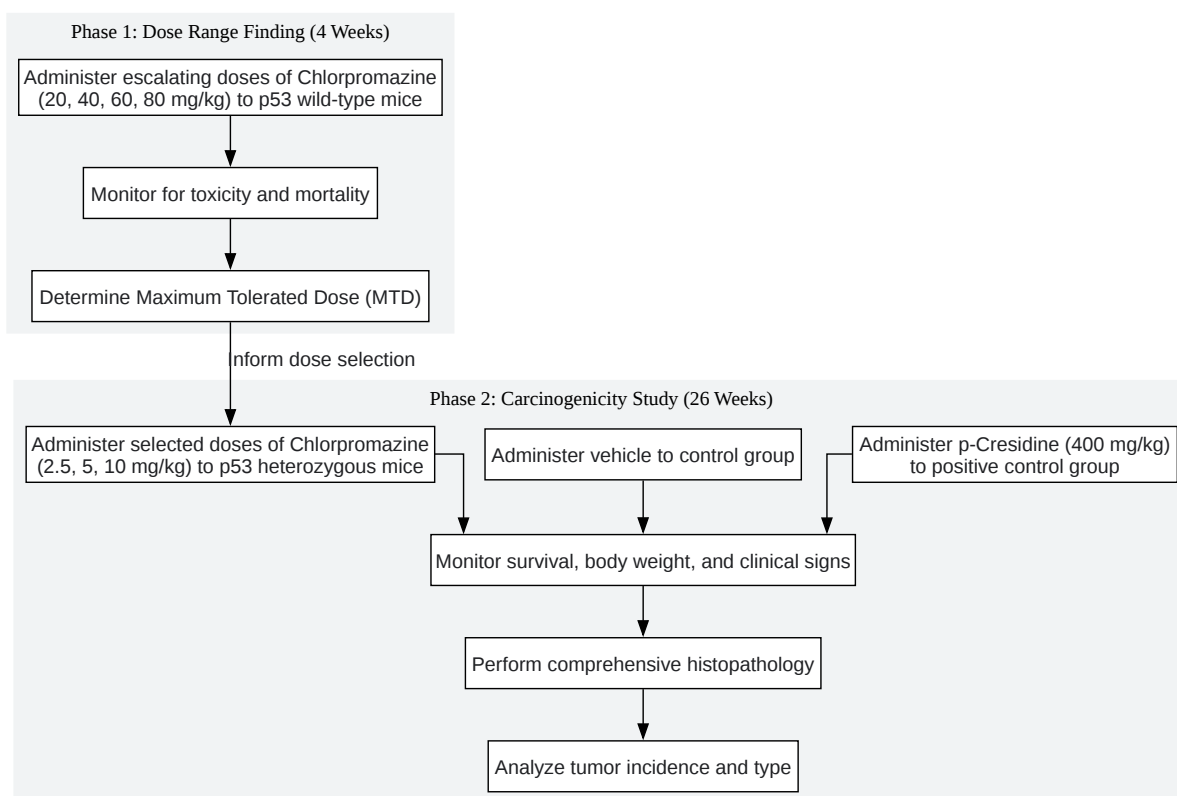 Phase 1: Dose Range Finding (4 Weeks)
Administer escalating doses of Chlorpromazine
(20, 40, 60, 80 mg/kg) to p53 wild-type mice
Monitor for toxicity and mortality
Determine Maximum Tolerated Dose (MTD)
Inform dose selection
Phase 2: Carcinogenicity Study (26 Weeks)
Administer selected doses of Chlorpromazine
(2.5, 5, 10 mg/kg) to p53 heterozygous mice
Administer vehicle to control group
Administer p-Cresidine (400 mg/kg)
to positive control group
Monitor survival, body weight, and clinical signs
Perform comprehensive histopathology
Analyze tumor incidence and type